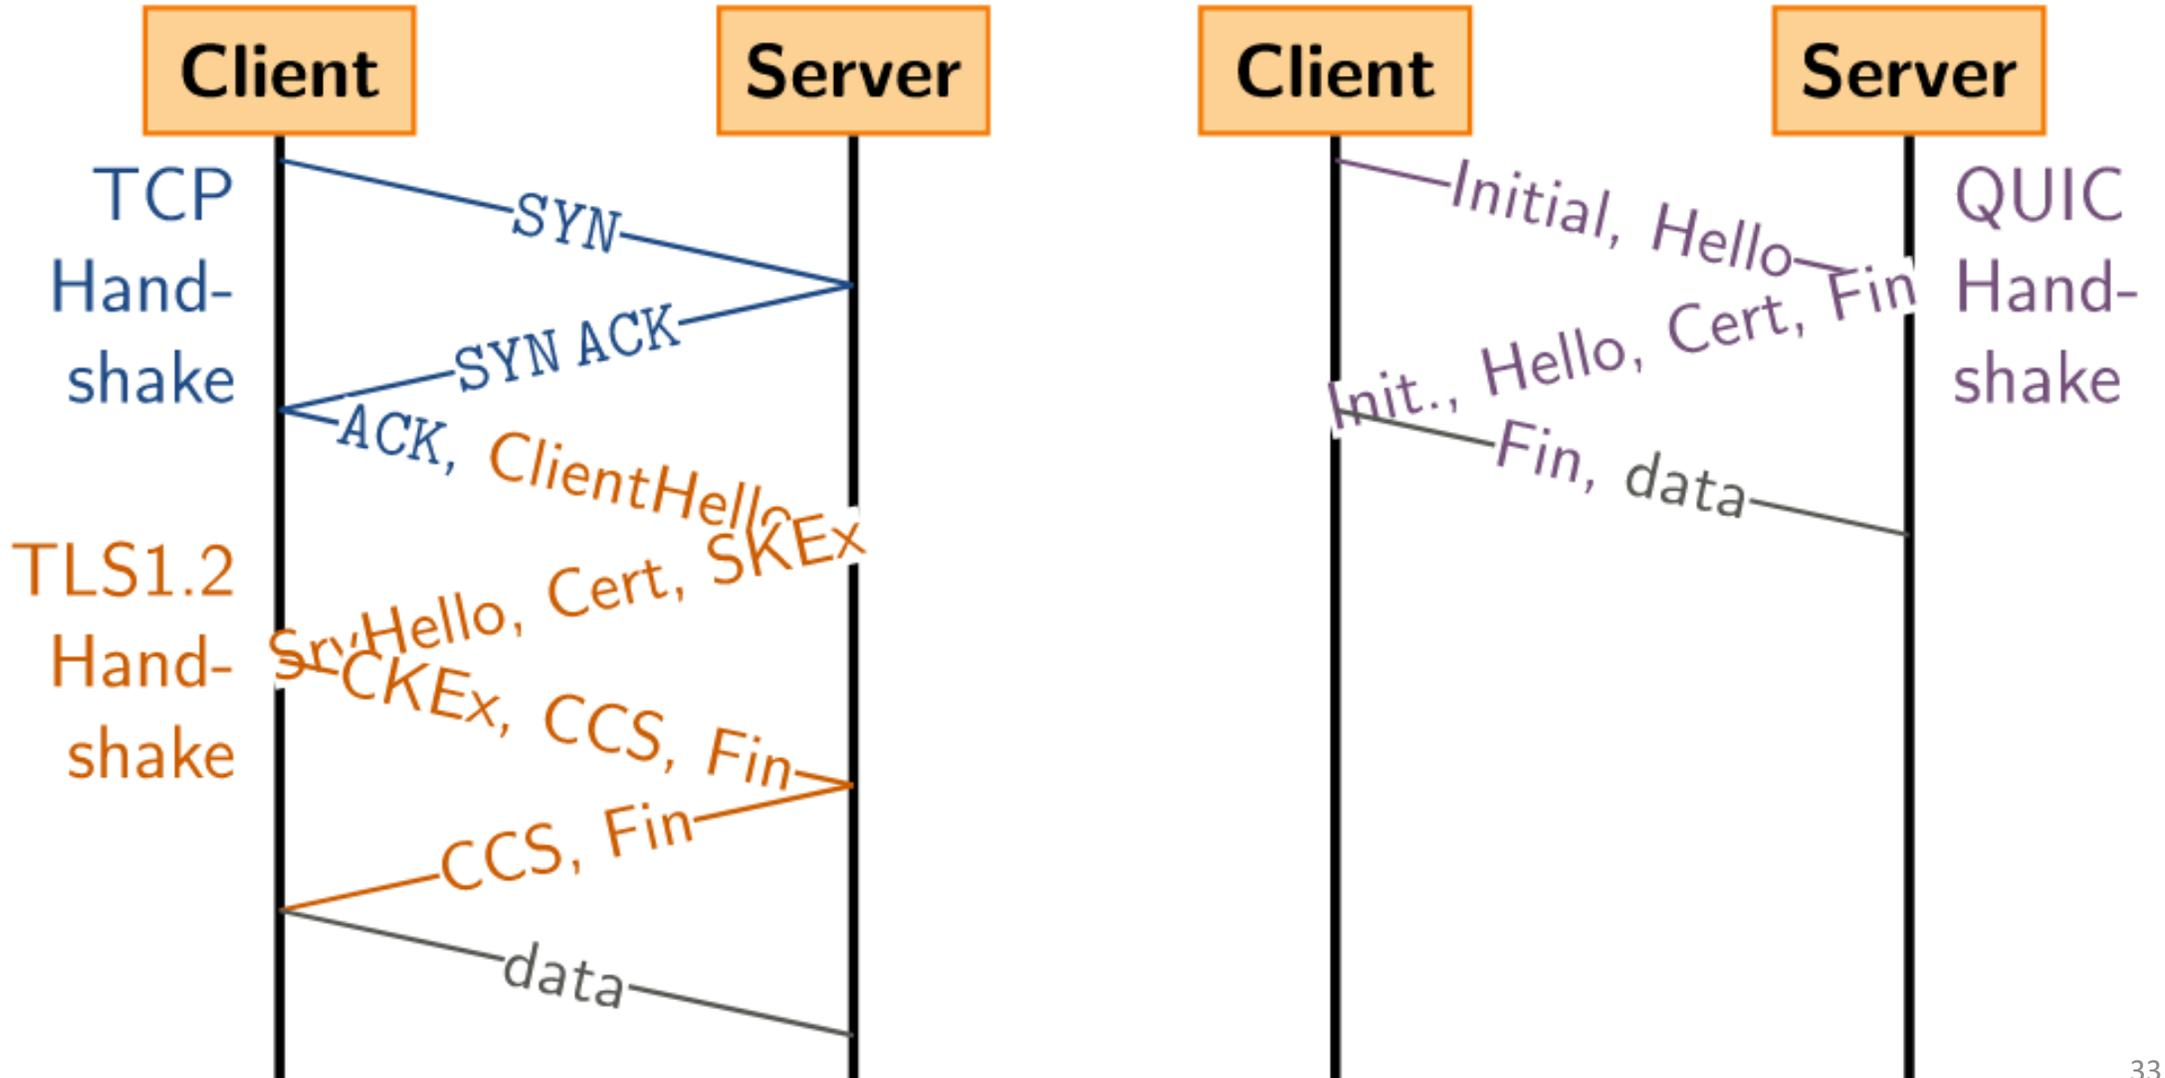 Client
Server
TCP
Hand-
shake
SYN
SYN ACK
ACK, ClientHello
TLS1.2
Hand-
shake
SrvHello, Cert, SKEx
CKEx, CCS, Fin
CCS, Fin
data
Client
Server
QUIC
Hand-
shake
Initial, Hello
Init., Hello, Cert, Fin
Fin, data
33